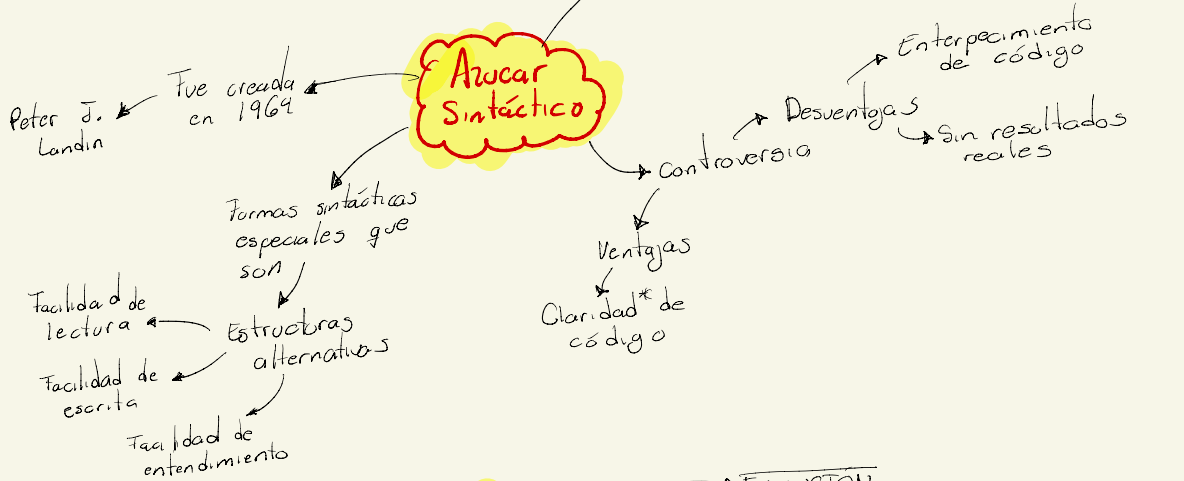 Azucar
Sintáctico
Fue creada
en 1964
Peter J.
Landin
Formas sintácticas
especiales que
son
Estructuras
alternativas
Facilidad de
lectura
Facilidad de
escrita
Facilidad de
entendimiento
Controversia
Desventajas
Enterpecimiento
de código
Sin resultados
reales
Ventajas
Claridad* de
código